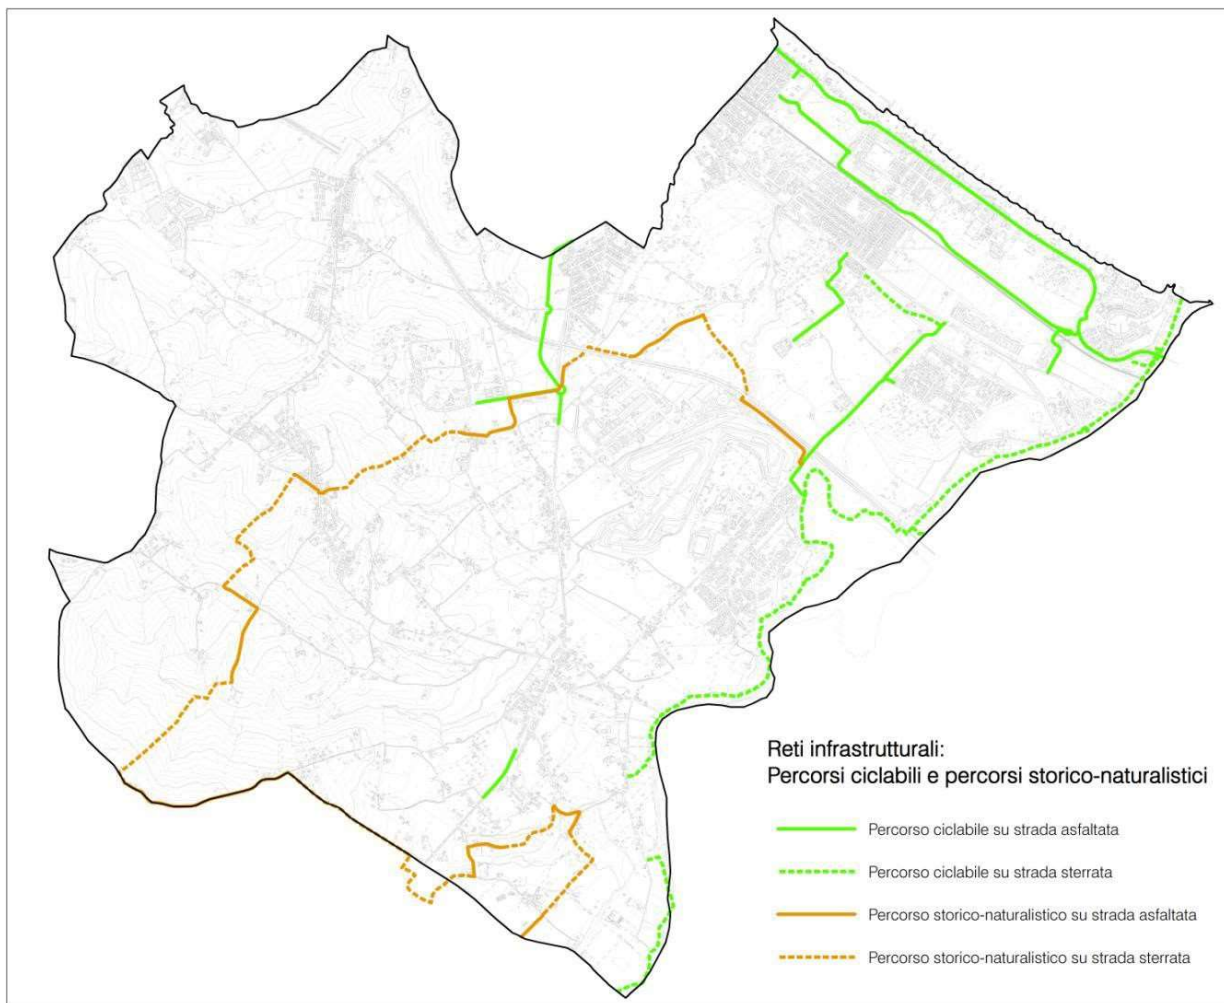 Reti infrastrutturali:
Percorsi ciclabili e percorsi storico-naturalistici
Percorso ciclabile su strada asfaltata
Percorso ciclabile su strada sterrata
Percorso storico-naturalistico su strada asfaltata
Percorso storico-naturalistico su strada sterrata